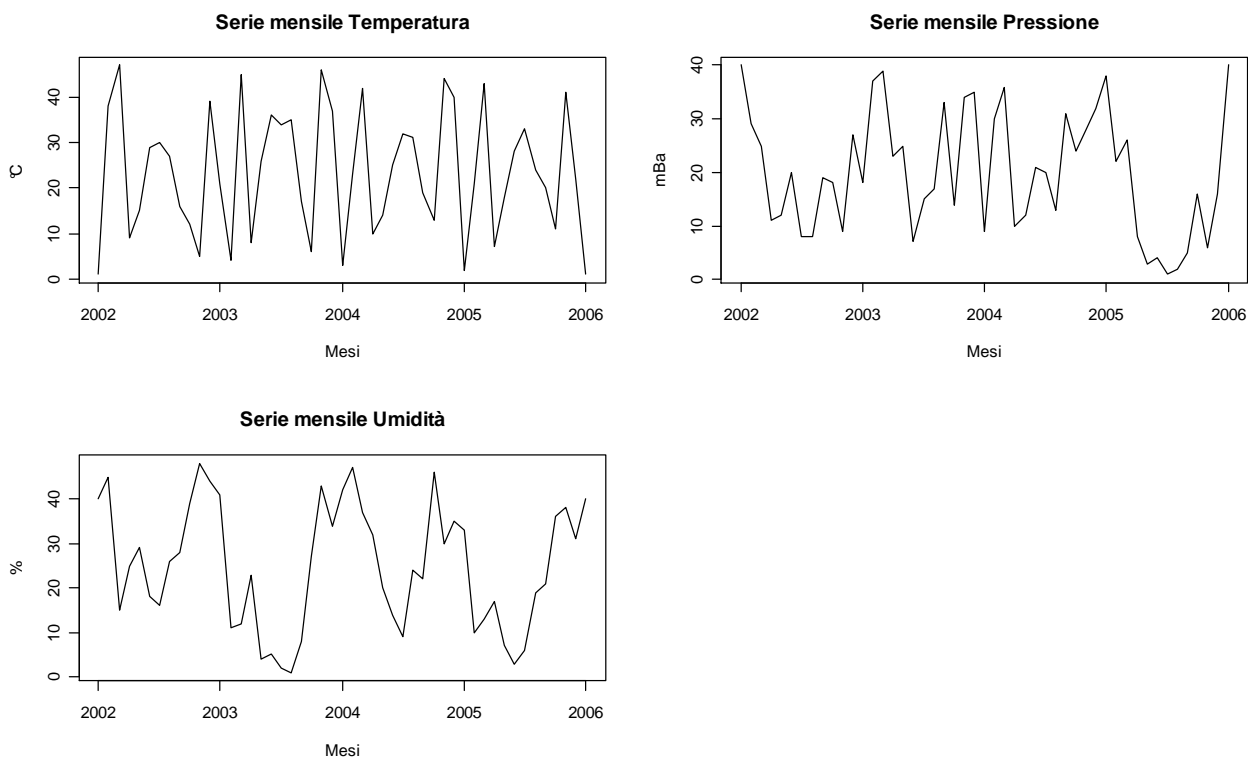 Serie mensile Temperatura
°C
0 10 20 30 40
2002 2003 2004 2005 2006
Mesi
Serie mensile Pressione
mBa
0 10 20 30 40
2002 2003 2004 2005 2006
Mesi
Serie mensile Umidità
%
0 10 20 30 40
2002 2003 2004 2005 2006
Mesi